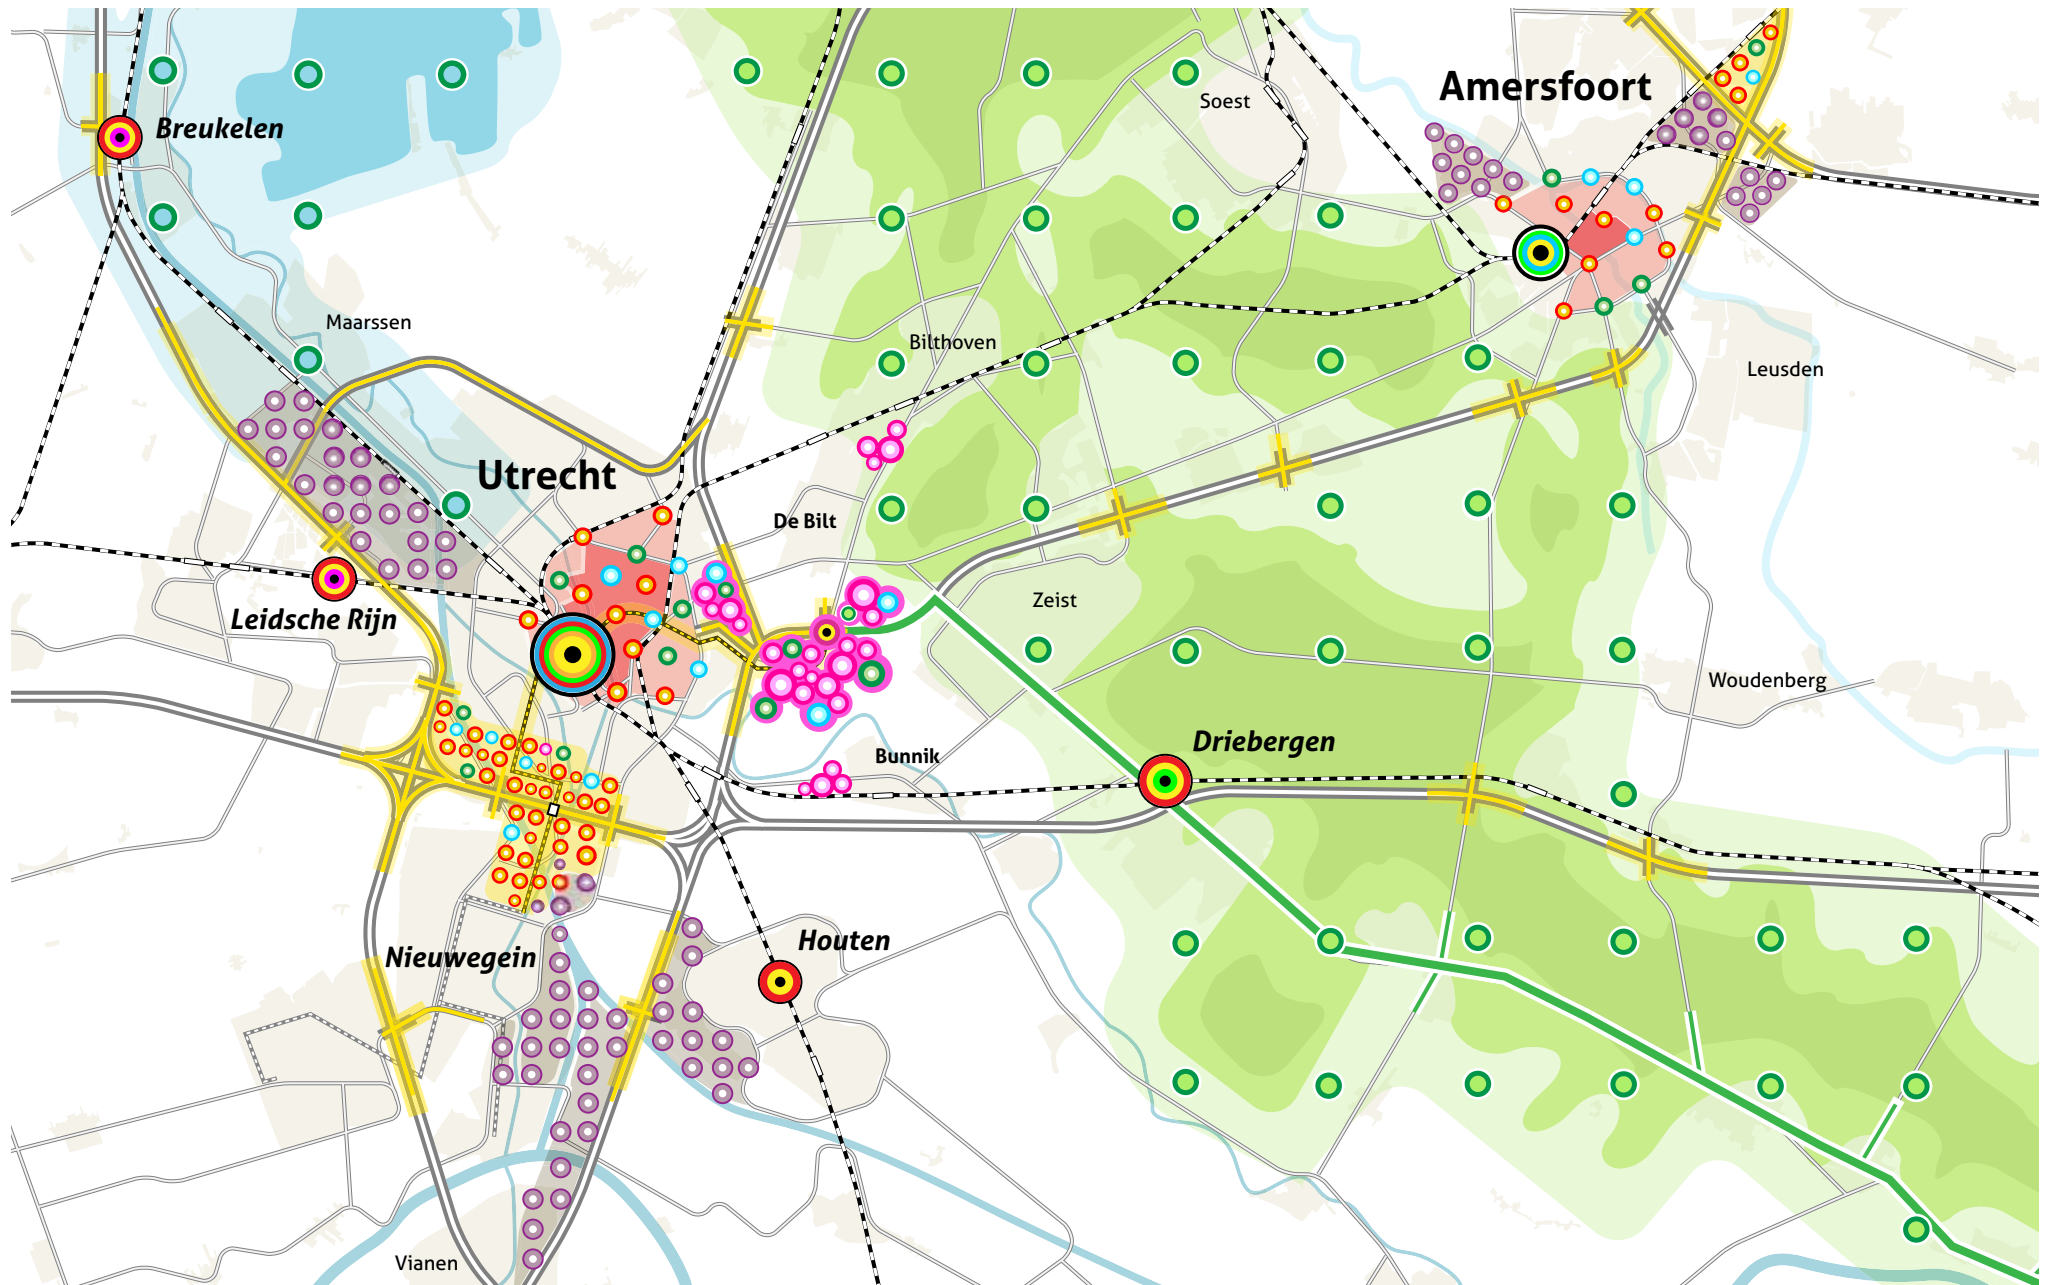 Amersfoort
Soest
Breukelen
Maarssen
Bilthoven
Leusden
Utrecht
De Bilt
Zeist
Leidsche Rijn
Woudenberg
Driebergen
Bunnik
Houten
Nieuwegein
Vianen